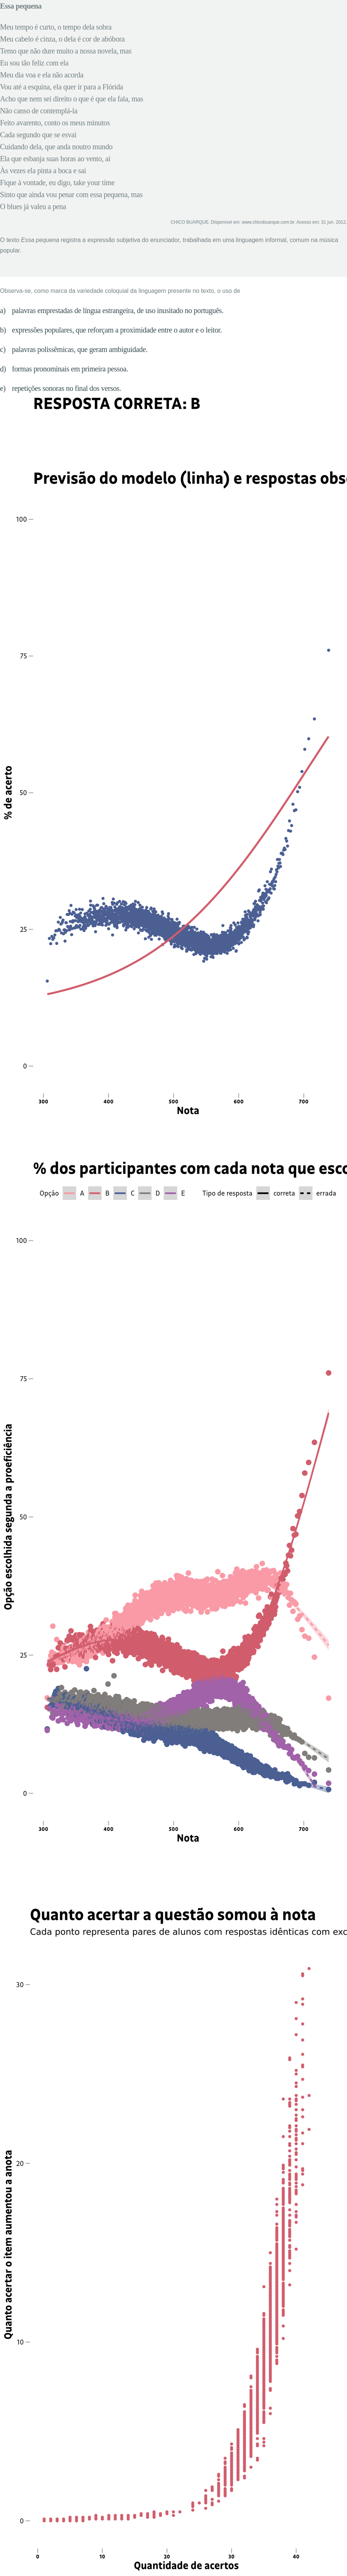 Essa pequena
Meu tempo é curto, o tempo dela sobra
Meu cabelo é cinza, o dela é cor de abóbora
Temo que não dure muito a nossa novela, mas
Eu sou tão feliz com ela
Meu dia voa e ela não acorda
Vou até a esquina, ela quer ir para a Flórida
Acho que nem sei direito o que é que ela fala, mas
Não canso de contemplá-la
Feito avarento, conto os meus minutos
Cada segundo que se esvai
Cuidando dela, que anda noutro mundo
Ela que esbanja suas horas ao vento, ai
Às vezes ela pinta a boca e sai
Fique à vontade, eu digo, take your time
Sinto que ainda vou penar com essa pequena, mas
O blues já valeu a pena
CHICO BUARQUE. Disponível em: www.chicobuarque.com.br. Acesso em: 31 jun. 2012.
O texto Essa pequena registra a expressão subjetiva do enunciador, trabalhada em uma linguagem informal, comum na música
popular.
Observa-se, como marca da variedade coloquial da linguagem presente no texto, o uso de
a) palavras emprestadas de língua estrangeira, de uso inusitado no português.
b) expressões populares, que reforçam a proximidade entre o autor e o leitor.
c) palavras polissêmicas, que geram ambiguidade.
d) formas pronominais em primeira pessoa.
e) repetições sonoras no final dos versos.
RESPOSTA CORRETA: B
Previsão do modelo (linha) e respostas obs
100
75
50
25
0
% de acerto
300 400 500 600 700
Nota
% dos participantes com cada nota que esco
Opção A B C D E Tipo de resposta correta errada
100
75
50
25
0
Opção escolhida segunda a proeficiência
300 400 500 600 700
Nota
Quanto acertar a questão somou à nota
Cada ponto representa pares de alunos com respostas idênticas com exc
30
20
10
0
Quanto acertar o item aumentou a anota
0 10 20 30 40
Quantidade de acertos